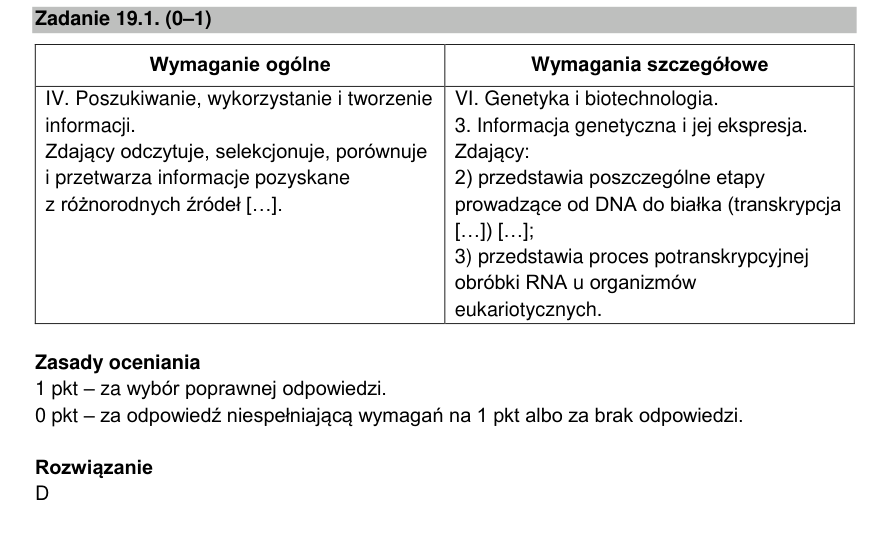 Zadanie 19.1. (0–1)
Wymaganie ogólne
Wymagania szczegółowe
IV. Poszukiwanie, wykorzystanie i tworzenie
informacji.
Zdający odczytuje, selekcjonuje, porównuje
i przetwarza informacje pozyskane
z różnorodnych źródeł […].
VI. Genetyka i biotechnologia.
3. Informacja genetyczna i jej ekspresja.
Zdający:
2) przedstawia poszczególne etapy
prowadzące od DNA do białka (transkrypcja
[…]) […];
3) przedstawia proces potranskrypcyjnej
obróbki RNA u organizmów
eukariotycznych.
Zasady oceniania
1 pkt – za wybór poprawnej odpowiedzi.
0 pkt – za odpowiedź niespełniającą wymagań na 1 pkt albo za brak odpowiedzi.
Rozwiązanie
D